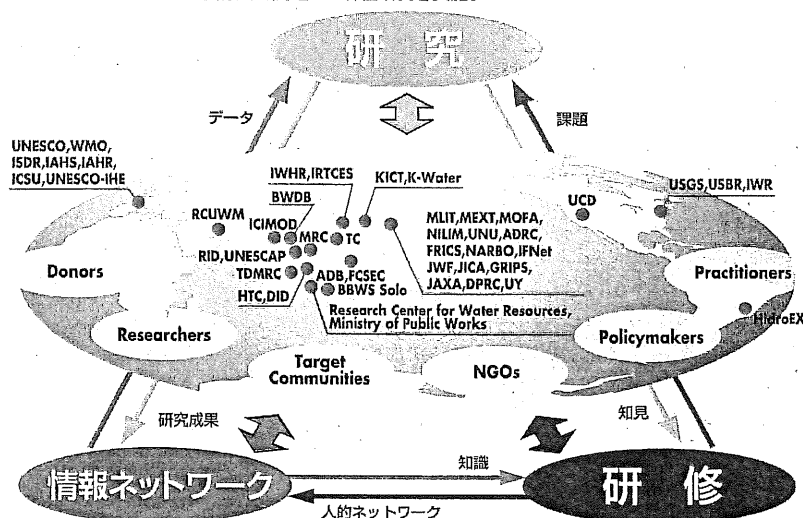 研 究
データ
課題
UNESCO,WMO,
ISDR,IAHS,IAHR,
ICSU,UNESCO-IHE
IWHR,IRTCES
KICT,K-Water
BWDB
UCD
USGS,USBR,IWR
RCUWM
ICIMOD
MRC
TC
MLIT,MEXT,MOFA,
NILIM,UNU,ADRC,
FRICS,NARBO,IFNet
JWF,JICA,GRIPS,
JAXA,DPRC,UY
RID,UNESCAP
TDMRC
ADB,FCSEC
HTC,DID
BBWS Solo
Research Center for Water Resources,
Ministry of Public Works
Donors
Practitioners
HidroEX
Researchers
Policymakers
Target
Communities
NGOs
研究成果
知見
情報ネットワーク
知識
研 修
人的ネットワーク